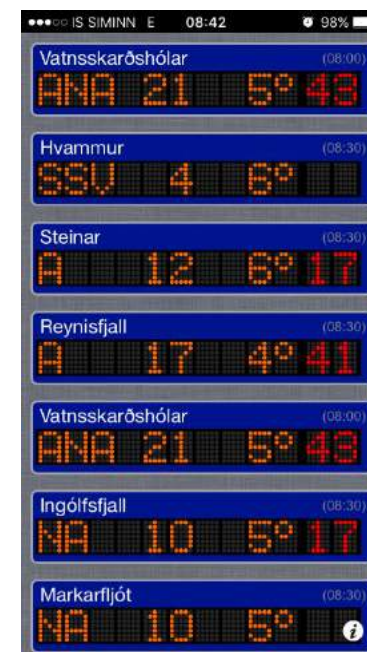 IS SIMINN E 08:42 98%
Vatnsskarðshólar (08:00)
ANA 21 5° 43
Hvammur (08:30)
SSV 4 6°
Steinar (08:30)
A 12 6° 17
Reynisfjall (08:30)
A 17 4° 41
Vatnsskarðshólar (08:00)
ANA 21 5° 43
Ingólfsfjall (08:30)
NA 10 5° 17
Markarfljót (08:30)
NA 10 5°
i